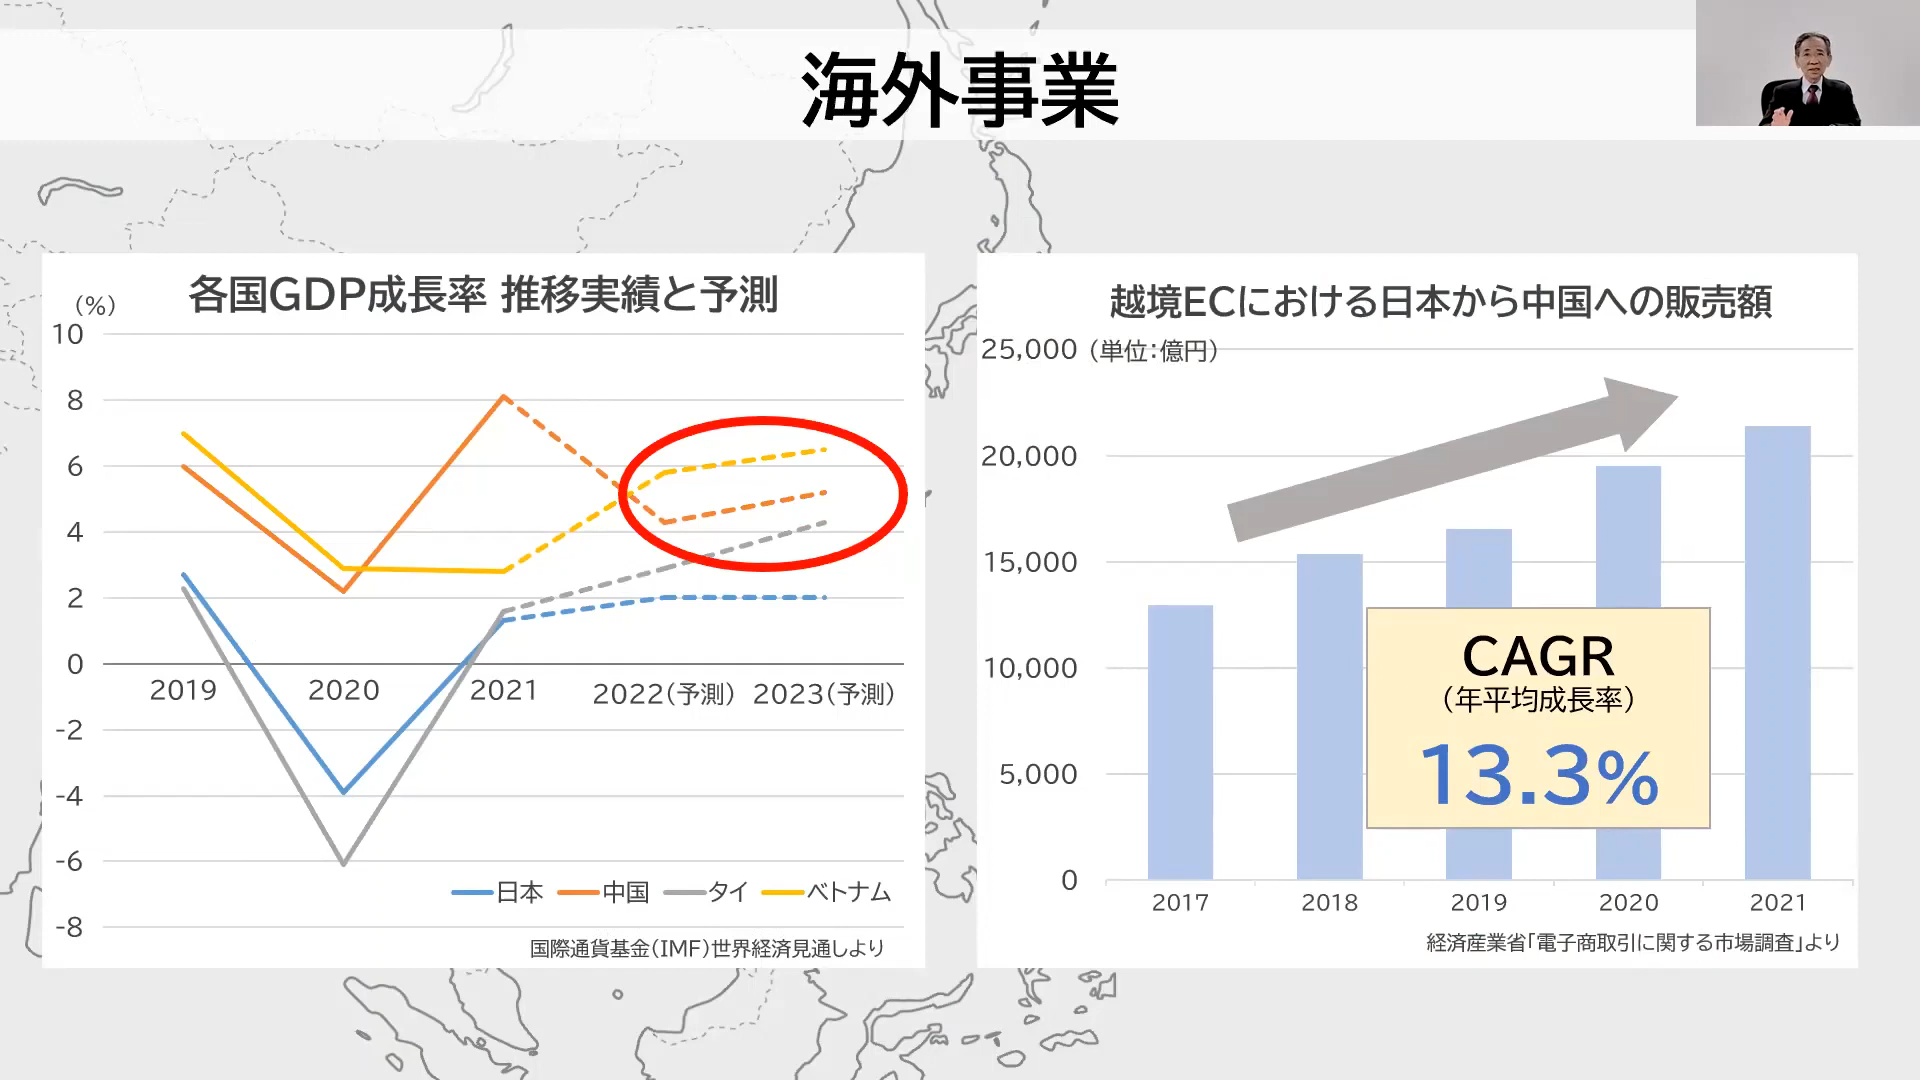 海外事業
各国GDP成長率 推移実績と予測
(%)
10
8
6
4
2
0
-2
-4
-6
-8
2019
2020
2021
2022(予測)
2023(予測)
日本
中国
タイ
ベトナム
国際通貨基金(IMF)世界経済見通しより
越境ECにおける日本から中国への販売額
25,000
(単位:億円)
20,000
15,000
10,000
5,000
0
CAGR
(年平均成長率)
13.3%
2017
2018
2019
2020
2021
経済産業省「電子商取引に関する市場調査」より